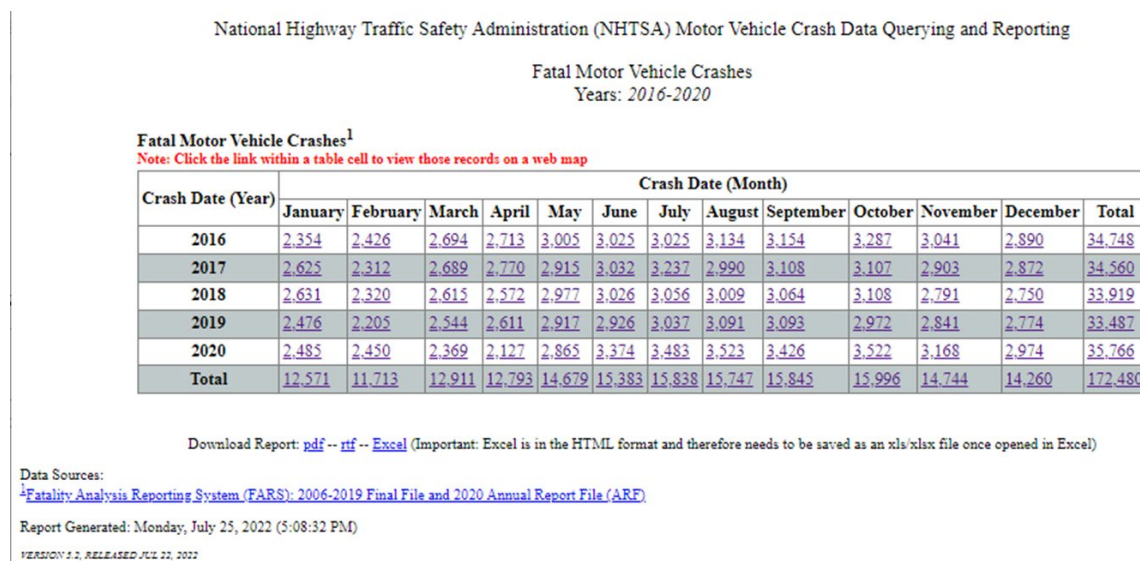 National Highway Traffic Safety Administration (NHTSA) Motor Vehicle Crash Data Querying and Reporting
Fatal Motor Vehicle Crashes
Years: 2016-2020
Fatal Motor Vehicle Crashes1
Note: Click the link within a table cell to view those records on a web map
Crash Date (Year) Crash Date (Month)
January February March April May June July August September October November December Total
2016 2,354 2,426 2,694 2,713 3,005 3,025 3,025 3,134 3,154 3,287 3,041 2,890 34,748
2017 2,625 2,312 2,689 2,770 2,915 3,032 3,237 2,990 3,108 3,107 2,903 2,872 34,560
2018 2,631 2,320 2,615 2,572 2,977 3,026 3,056 3,009 3,064 3,108 2,791 2,750 33,919
2019 2,476 2,205 2,544 2,611 2,917 2,926 3,037 3,091 3,093 2,972 2,841 2,774 33,487
2020 2,485 2,450 2,369 2,127 2,865 3,374 3,483 3,523 3,426 3,522 3,168 2,974 35,766
Total 12,571 11,713 12,911 12,793 14,679 15,383 15,838 15,747 15,845 15,996 14,744 14,260 172,480
Download Report: pdf -- rtf -- Excel (Important: Excel is in the HTML format and therefore needs to be saved as an xls/xlsx file once opened in Excel)
Data Sources:
1Fatality Analysis Reporting System (FARS): 2006-2019 Final File and 2020 Annual Report File (ARF)
Report Generated: Monday, July 25, 2022 (5:08:32 PM)
VERSION 5.2, RELEASED JUL 22, 2022